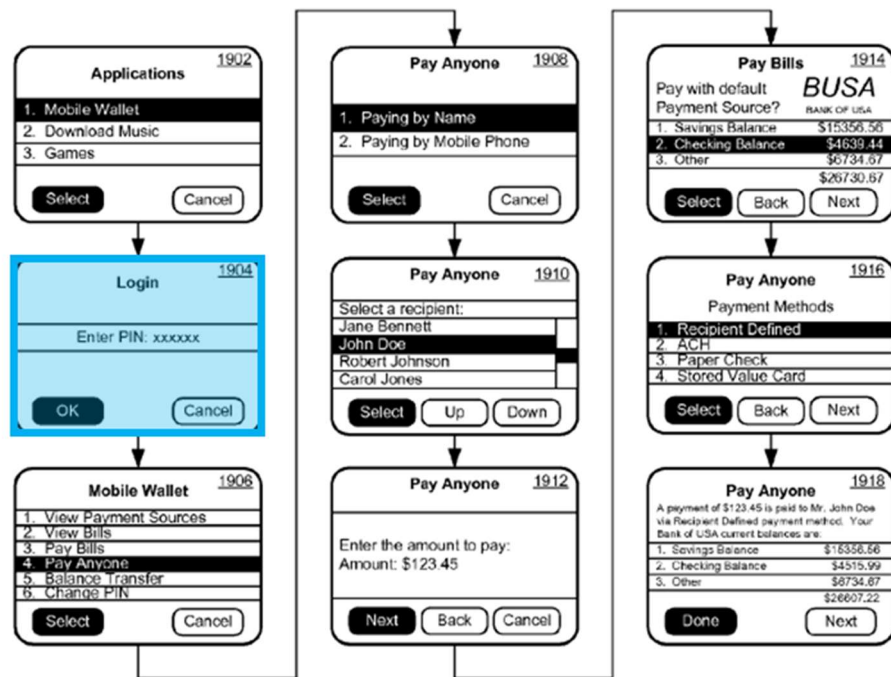 1902
Applications
1. Mobile Wallet
2. Download Music
3. Games
Select Cancel
1904
Login
Enter PIN: xxxxxx
OK Cancel
1906
Mobile Wallet
1. View Payment Sources
2. View Bills
3. Pay Bills
4. Pay Anyone
5. Balance Transfer
6. Change PIN
Select Cancel
Pay Anyone 1908
1. Paying by Name
2. Paying by Mobile Phone
Select Cancel
Pay Anyone 1910
Select a recipient:
Jane Bennett
John Doe
Robert Johnson
Carol Jones
Select Up Down
Pay Anyone 1912
Enter the amount to pay:
Amount: $123.45
Next Back Cancel
Pay Bills 1914
Pay with default BUSA
Payment Source? BANK OF USA
1. Savings Balance $15356.56
2. Checking Balance $4639.44
3. Other $6734.67
$26730.67
Select Back Next
1916
Pay Anyone
Payment Methods
1. Recipient Defined
2. ACH
3. Paper Check
4. Stored Value Card
Select Back Next
1918
Pay Anyone
A payment of $123.45 is paid to Mr. John Doe
via Recipient Defined payment method. Your
Bank of USA current balances are:
1. Savings Balance $15356.56
2. Checking Balance $4515.99
3. Other $6734.67
$26607.22
Done Next